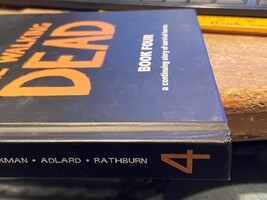 WALKING
DEAD
BOOK FOUR
a continuing story of survival horror.
KMAN • ADLARD • RATHBURN
4